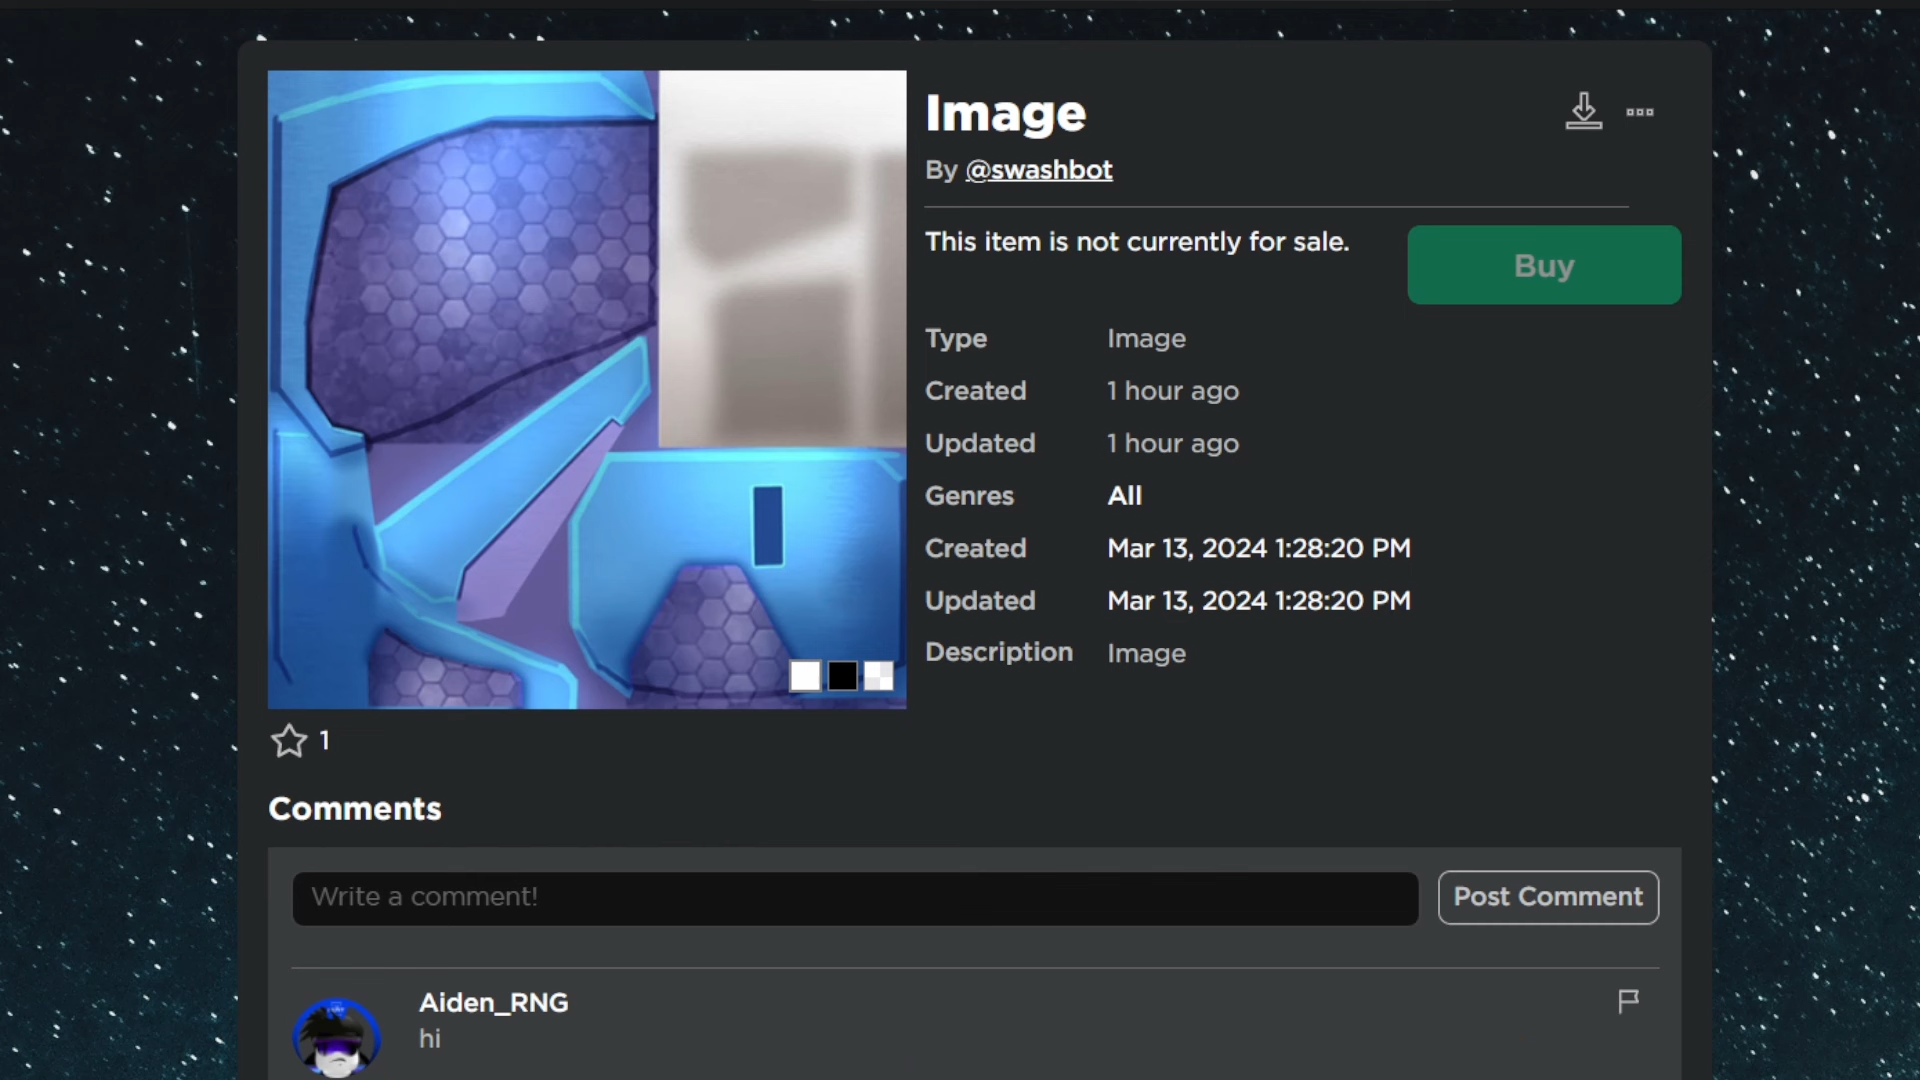 Image
By @swashbot
This item is not currently for sale.
Buy
Type Image
Created 1 hour ago
Updated 1 hour ago
Genres All
Created Mar 13, 2024 1:28:20 PM
Updated Mar 13, 2024 1:28:20 PM
Description Image
1
Comments
Write a comment!
Post Comment
Aiden_RNG
hi